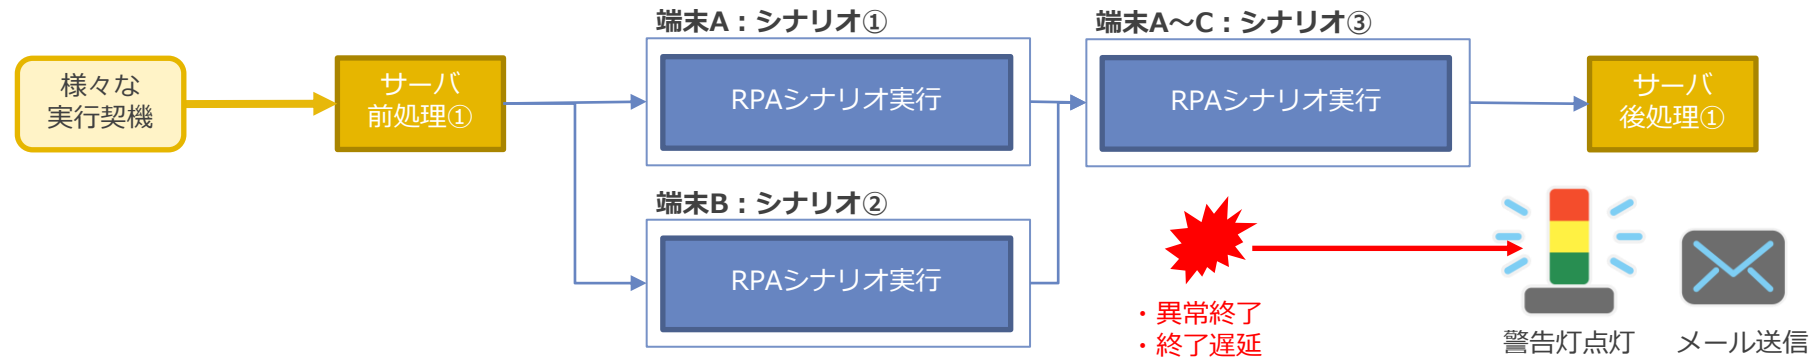 様々な
実行契機
サーバ
前処理①
端末A：シナリオ①
RPAシナリオ実行
端末B：シナリオ②
RPAシナリオ実行
端末A～C：シナリオ③
RPAシナリオ実行
サーバ
後処理①
・異常終了
・終了遅延
警告灯点灯
メール送信